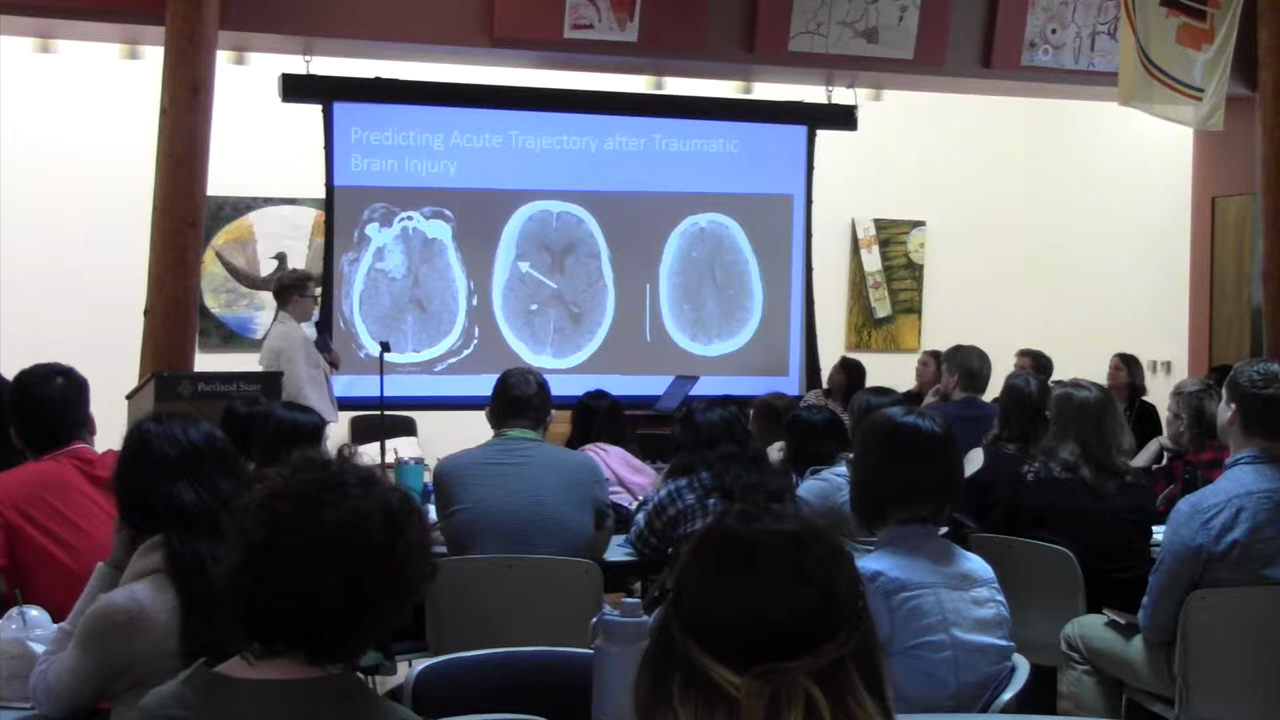 Predicting Acute Trajectory after Traumatic
Brain Injury
Portland State